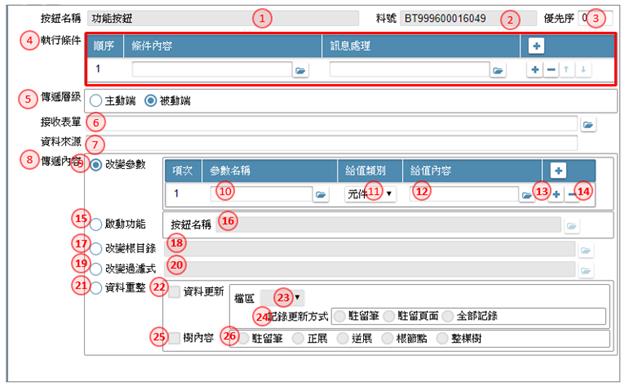 按鈕名稱 功能按鈕 1 料號 BT999600016049 2 優先序 0 3
4 執行條件
順序 條件內容 訊息處理
1
5 傳遞層級 主動端 被動端
接收表單 6
資料來源 7
8 傳遞內容 9 改變參數
項次 參數名稱 給值類別 給值內容
1 10 元件 11 12 13 14
15 啟動功能 按鈕名稱 16
17 改變根目錄 18
19 改變過濾式 20
21 資料重整 22 資料更新 檔區 23
24 記錄更新方式 駐留筆 駐留頁面 全部記錄
25 樹內容 26 駐留筆 正展 逆展 根節點 整棵樹